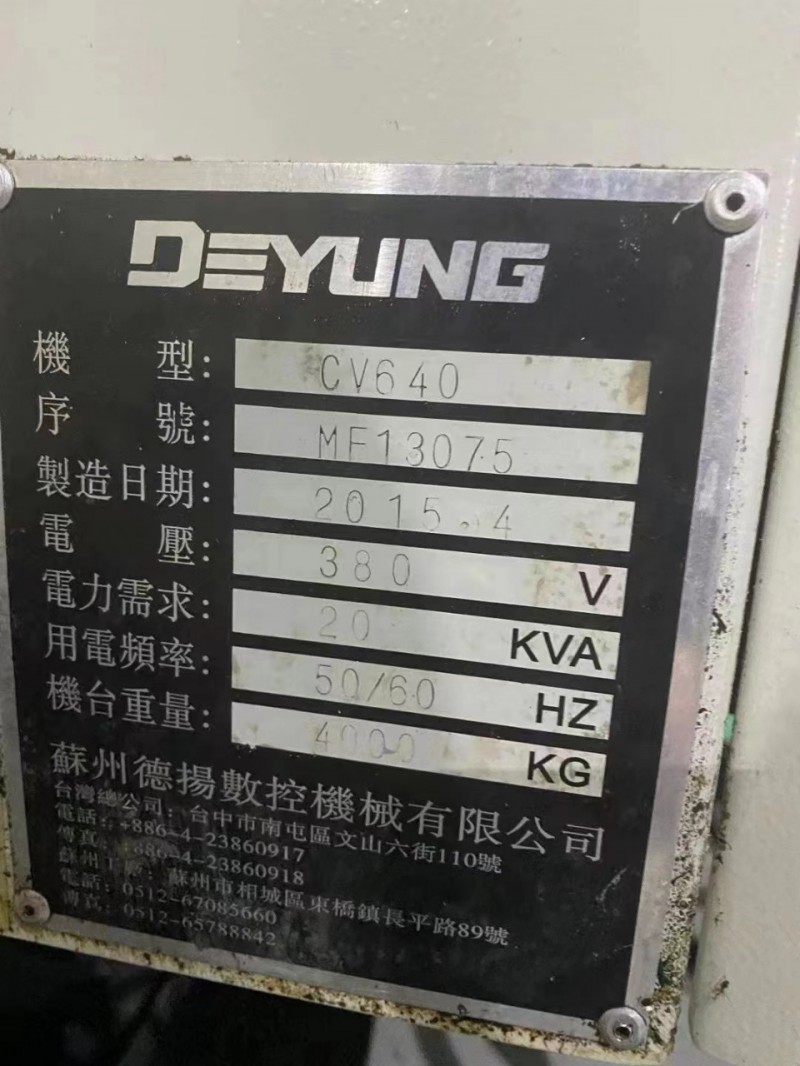 DEYUNG
機型: CV640
序號: MF13075
製造日期: 2015.4
電壓: 380 V
電力需求: 20 KVA
用電頻率: 50/60 HZ
機台重量: 4000 KG
蘇州德揚數控機械有限公司
台灣總公司: 台中市南屯區文山六街110號
電話: +886-4-23860917
傳真: +886-4-23860918
蘇州工廠: 蘇州市相城區東橋鎮長平路89號
電話: 0512-67085660
傳真: 0512-65788842